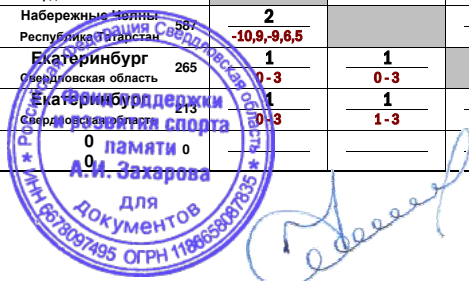 Набережные Челны 587 2
Республика Татарстан -10,9,-9,6,5
Екатеринбург 265 1 1
Свердловская область 0 - 3 0 - 3
Екатеринбург 213 1 1
Свердловская область 0 - 3 1 - 3
0 0
0
Российская Федерация Свердловская область
Фонд поддержки
и развития спорта
памяти
А.И. Захарова
для
документов
* ИНН 6678097495 ОГРН 1186658087835 *